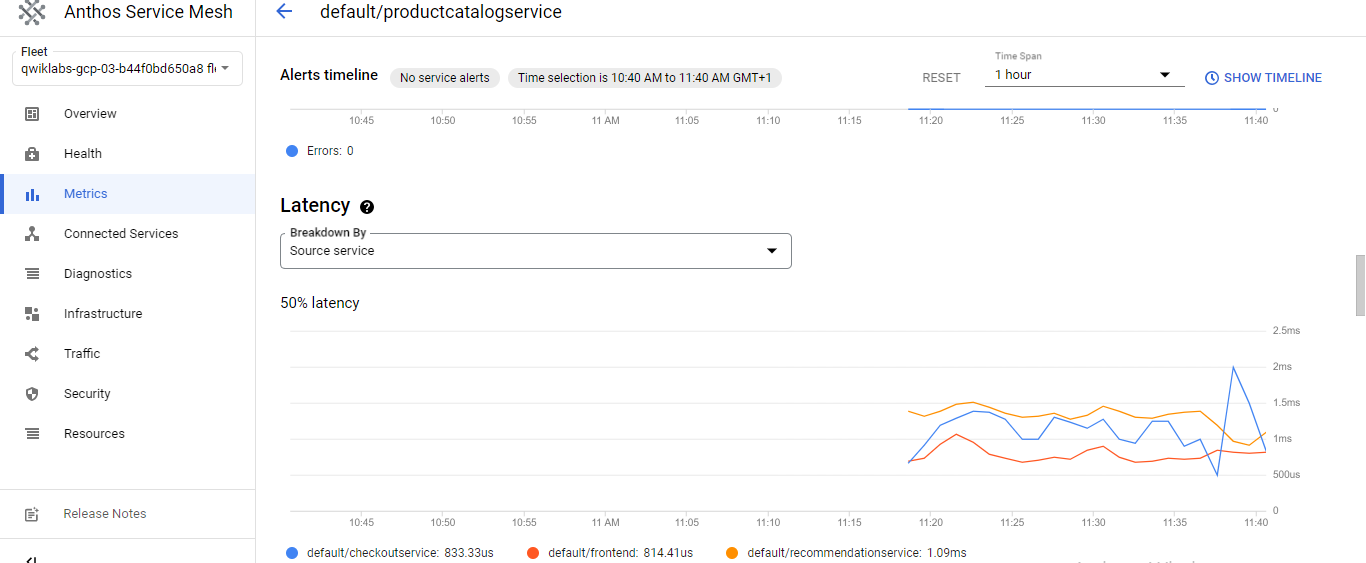 Anthos Service Mesh
default/productcatalogservice
Fleet
qwiklabs-gcp-03-b44f0bd650a8 fl
Overview
Health
Metrics
Connected Services
Diagnostics
Infrastructure
Traffic
Security
Resources
Release Notes
Alerts timeline
No service alerts
Time selection is 10:40 AM to 11:40 AM GMT+1
RESET
Time Span
1 hour
SHOW TIMELINE
0
10:45 10:50 10:55 11 AM 11:05 11:10 11:15 11:20 11:25 11:30 11:35 11:40
Errors: 0
Latency
Breakdown By
Source service
50% latency
2.5ms
2ms
1.5ms
1ms
500us
0
10:45 10:50 10:55 11 AM 11:05 11:10 11:15 11:20 11:25 11:30 11:35 11:40
default/checkoutservice: 833.33us default/frontend: 814.41us default/recommendationservice: 1.09ms